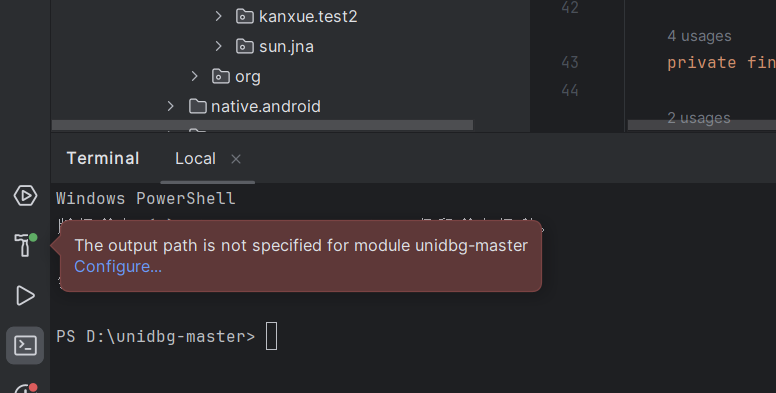 kanxue.test2
sun.jna
org
native.android
42
4 usages
43
private fin
44
2 usages
Terminal
Local
Windows PowerShell
The output path is not specified for module unidbg-master
Configure...
PS D:\unidbg-master>